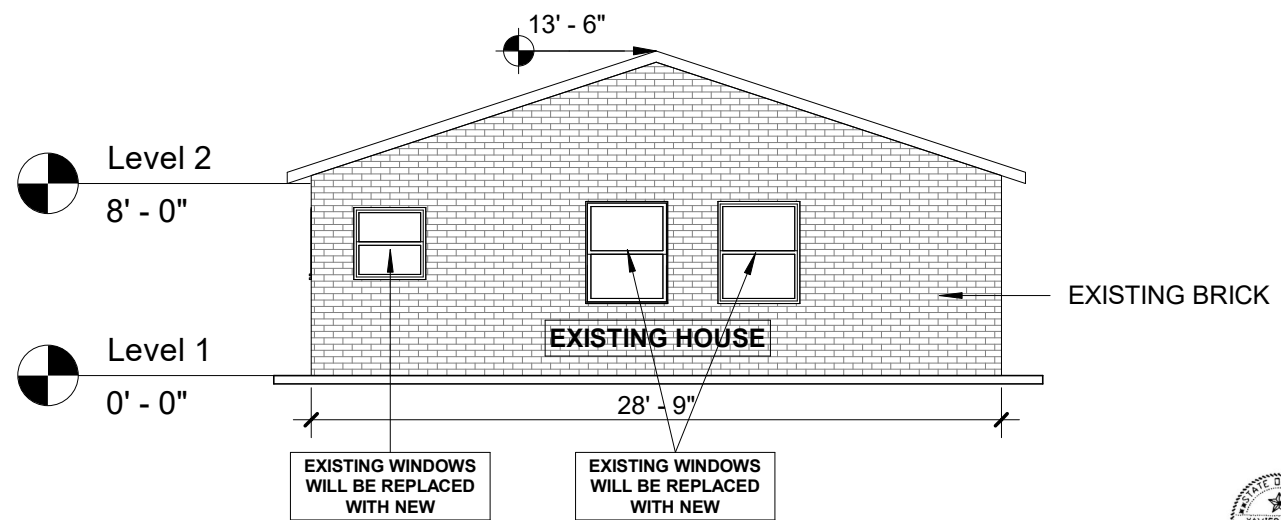 13' - 6"
Level 2
8' - 0"
EXISTING BRICK
EXISTING HOUSE
Level 1
0' - 0"
28' - 9"
EXISTING WINDOWS
WILL BE REPLACED
WITH NEW
EXISTING WINDOWS
WILL BE REPLACED
WITH NEW